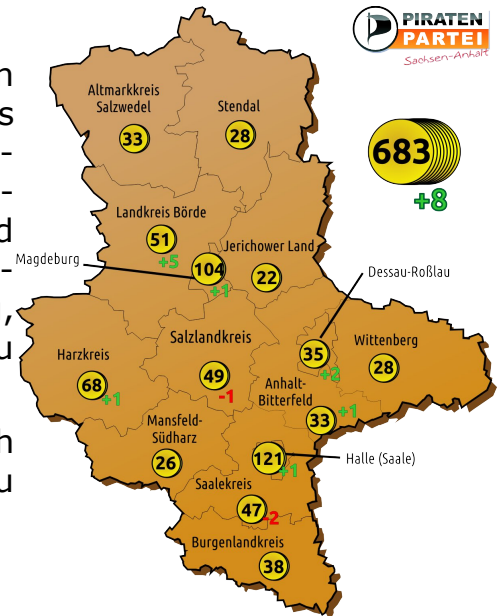 PIRATEN
PARTEI
Sachsen-Anhalt
683
+8
Altmarkkreis
Salzwedel
33
Stendal
28
Landkreis Börde
51
+5
Magdeburg
104
+1
Jerichower Land
22
Dessau-Roßlau
35
+2
Wittenberg
28
Salzlandkreis
49
-1
Harzkreis
68
+1
Anhalt-
Bitterfeld
33
+1
Mansfeld-
Südharz
26
121
+1
Halle (Saale)
Saalekreis
47
-2
Burgenlandkreis
38
n
s
-
-
d
-
,
u
h
u